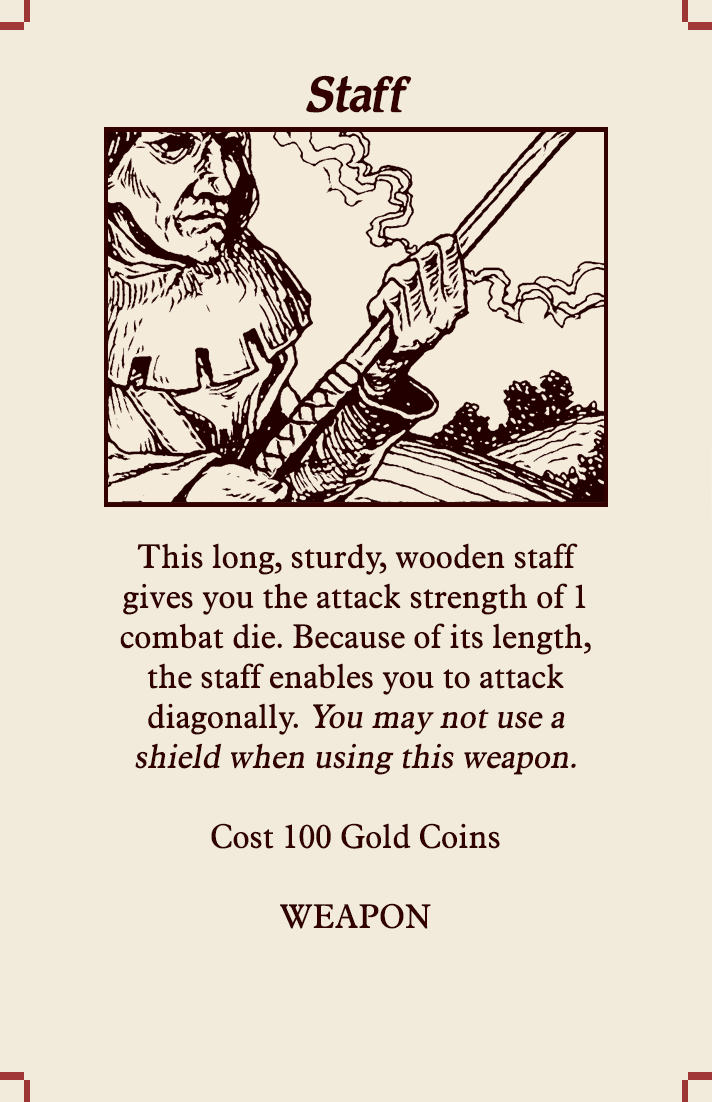 Staff
This long, sturdy, wooden staff
gives you the attack strength of 1
combat die. Because of its length,
the staff enables you to attack
diagonally. You may not use a
shield when using this weapon.
Cost 100 Gold Coins
WEAPON